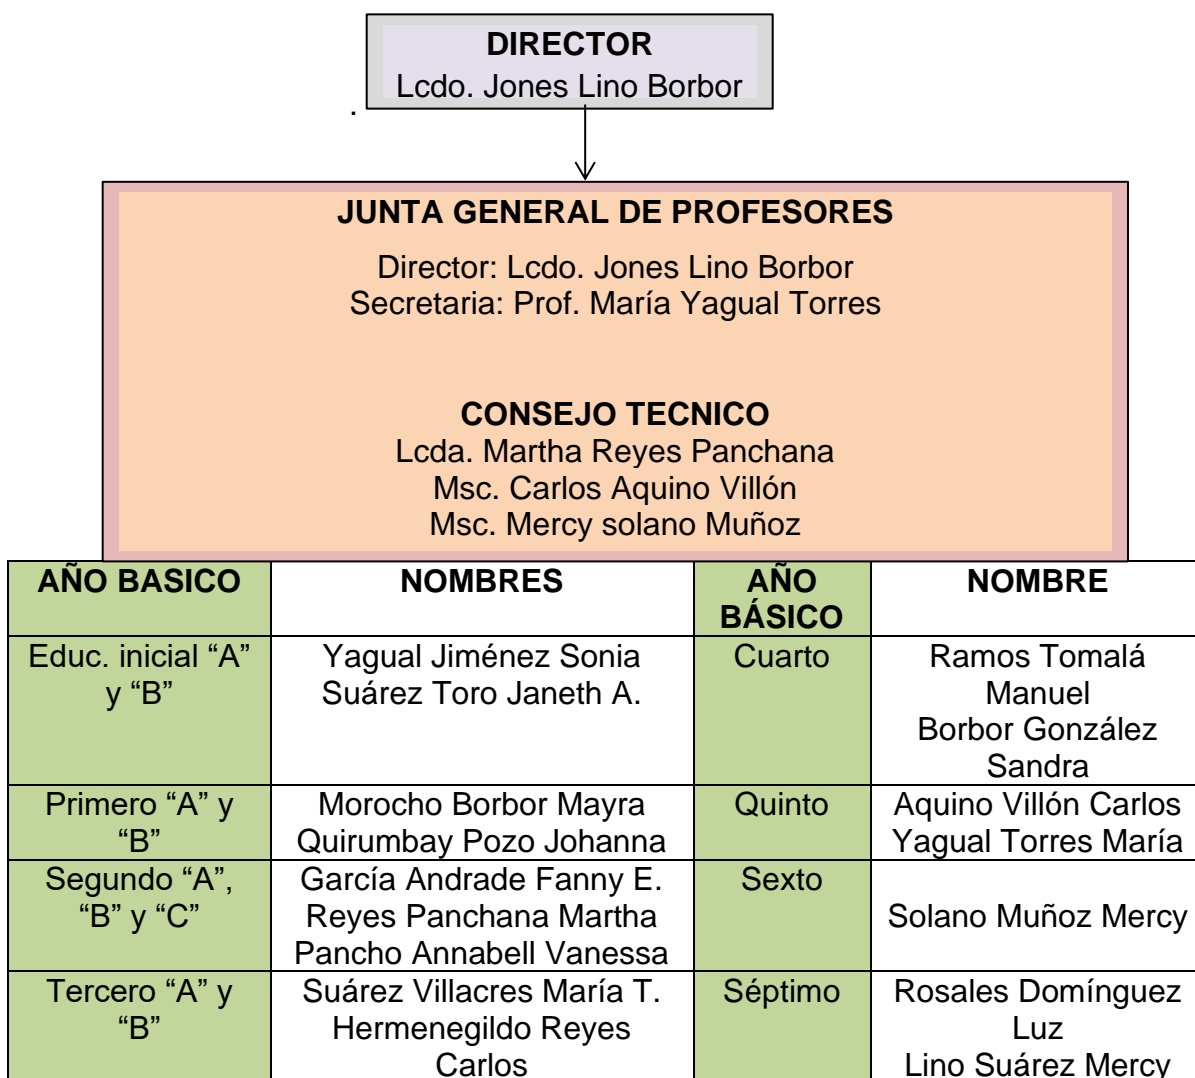 DIRECTOR
Lcdo. Jones Lino Borbor
.
JUNTA GENERAL DE PROFESORES
Director: Lcdo. Jones Lino Borbor
Secretaria: Prof. María Yagual Torres
CONSEJO TECNICO
Lcda. Martha Reyes Panchana
Msc. Carlos Aquino Villón
Msc. Mercy solano Muñoz
AÑO BASICO
NOMBRES
AÑO
BÁSICO
NOMBRE
Educ. inicial “A”
y “B”
Yagual Jiménez Sonia
Suárez Toro Janeth A.
Cuarto
Ramos Tomalá
Manuel
Borbor González
Sandra
Primero “A” y
“B”
Morocho Borbor Mayra
Quirumbay Pozo Johanna
Quinto
Aquino Villón Carlos
Yagual Torres María
Segundo “A”,
“B” y “C”
García Andrade Fanny E.
Reyes Panchana Martha
Pancho Annabell Vanessa
Sexto
Solano Muñoz Mercy
Tercero “A” y
“B”
Suárez Villacres María T.
Hermenegildo Reyes
Carlos
Séptimo
Rosales Domínguez
Luz
Lino Suárez Mercy